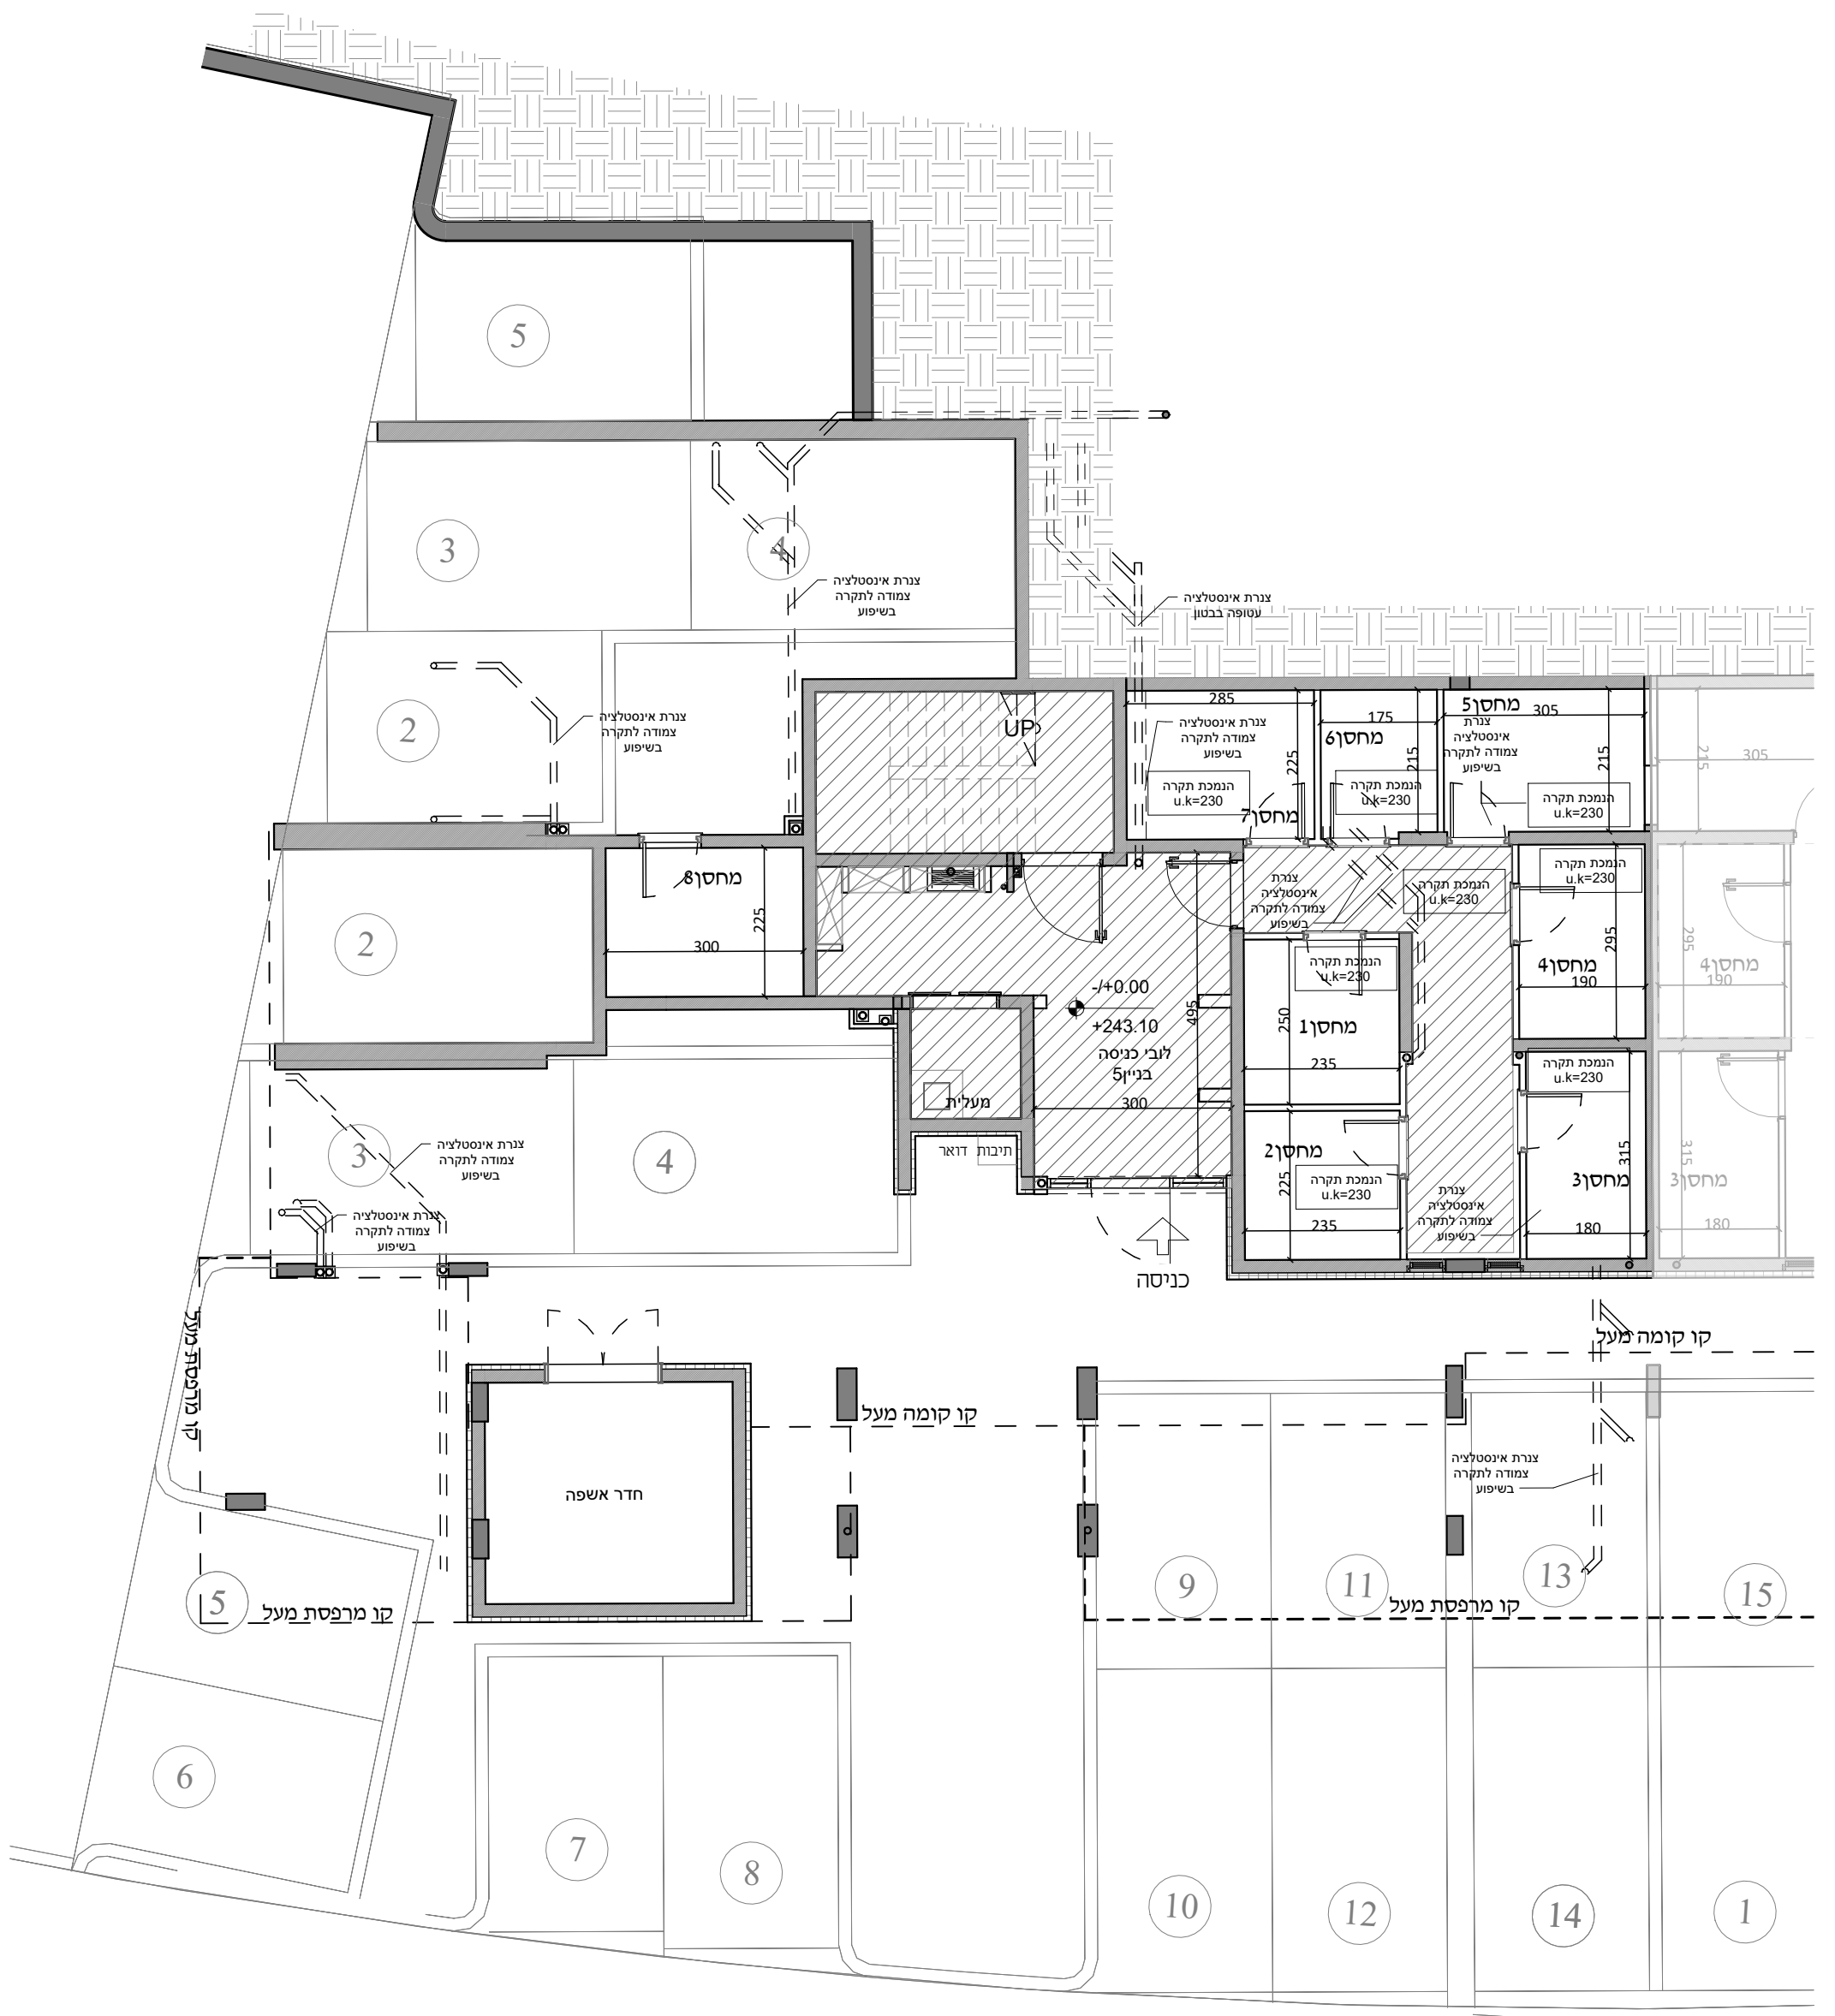 5
3
4
צנרת אינסטלציה
צמודה לתקרה
בשיפוע
צנרת אינסטלציה
עטופה בבטון
2
צנרת אינסטלציה
צמודה לתקרה
בשיפוע
UP
285
צנרת אינסטלציה
צמודה לתקרה
בשיפוע
225
הנמכת תקרה
u.k=230
מחסן7
175
מחסן6
215
הנמכת תקרה
u.k=230
מחסן5
305
צנרת
אינסטלציה
צמודה לתקרה
בשיפוע
215
הנמכת תקרה
u.k=230
215
305
2
מחסן8
225
300
צנרת
אינסטלציה
צמודה לתקרה
בשיפוע
הנמכת תקרה
u.k=230
הנמכת תקרה
u.k=230
295
מחסן4
190
295
מחסן4
190
הנמכת תקרה
u.k=230
250
מחסן1
235
-/+0.00
+243.10
לובי כניסה
בניין5
495
300
מעלית
תיבות דואר
הנמכת תקרה
u.k=230
315
מחסן3
180
315
מחסן3
180
מחסן2
225
הנמכת תקרה
u.k=230
235
צנרת
אינסטלציה
צמודה לתקרה
בשיפוע
3
צנרת אינסטלציה
צמודה לתקרה
בשיפוע
4
צנרת אינסטלציה
צמודה לתקרה
בשיפוע
כניסה
קו מרפסת מעל
קו קומה מעל
קו קומה מעל
חדר אשפה
צנרת אינסטלציה
צמודה לתקרה
בשיפוע
5
קו מרפסת מעל
9
11
13
15
קו מרפסת מעל
6
7
8
10
12
14
1